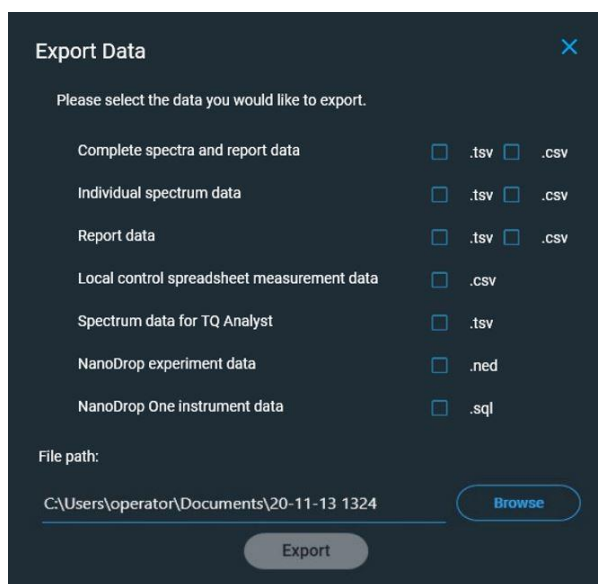 Export Data
Please select the data you would like to export.
Complete spectra and report data .tsv .csv
Individual spectrum data .tsv .csv
Report data .tsv .csv
Local control spreadsheet measurement data .csv
Spectrum data for TQ Analyst .tsv
NanoDrop experiment data .ned
NanoDrop One instrument data .sql
File path:
C:\Users\operator\Documents\20-11-13 1324 Browse
Export